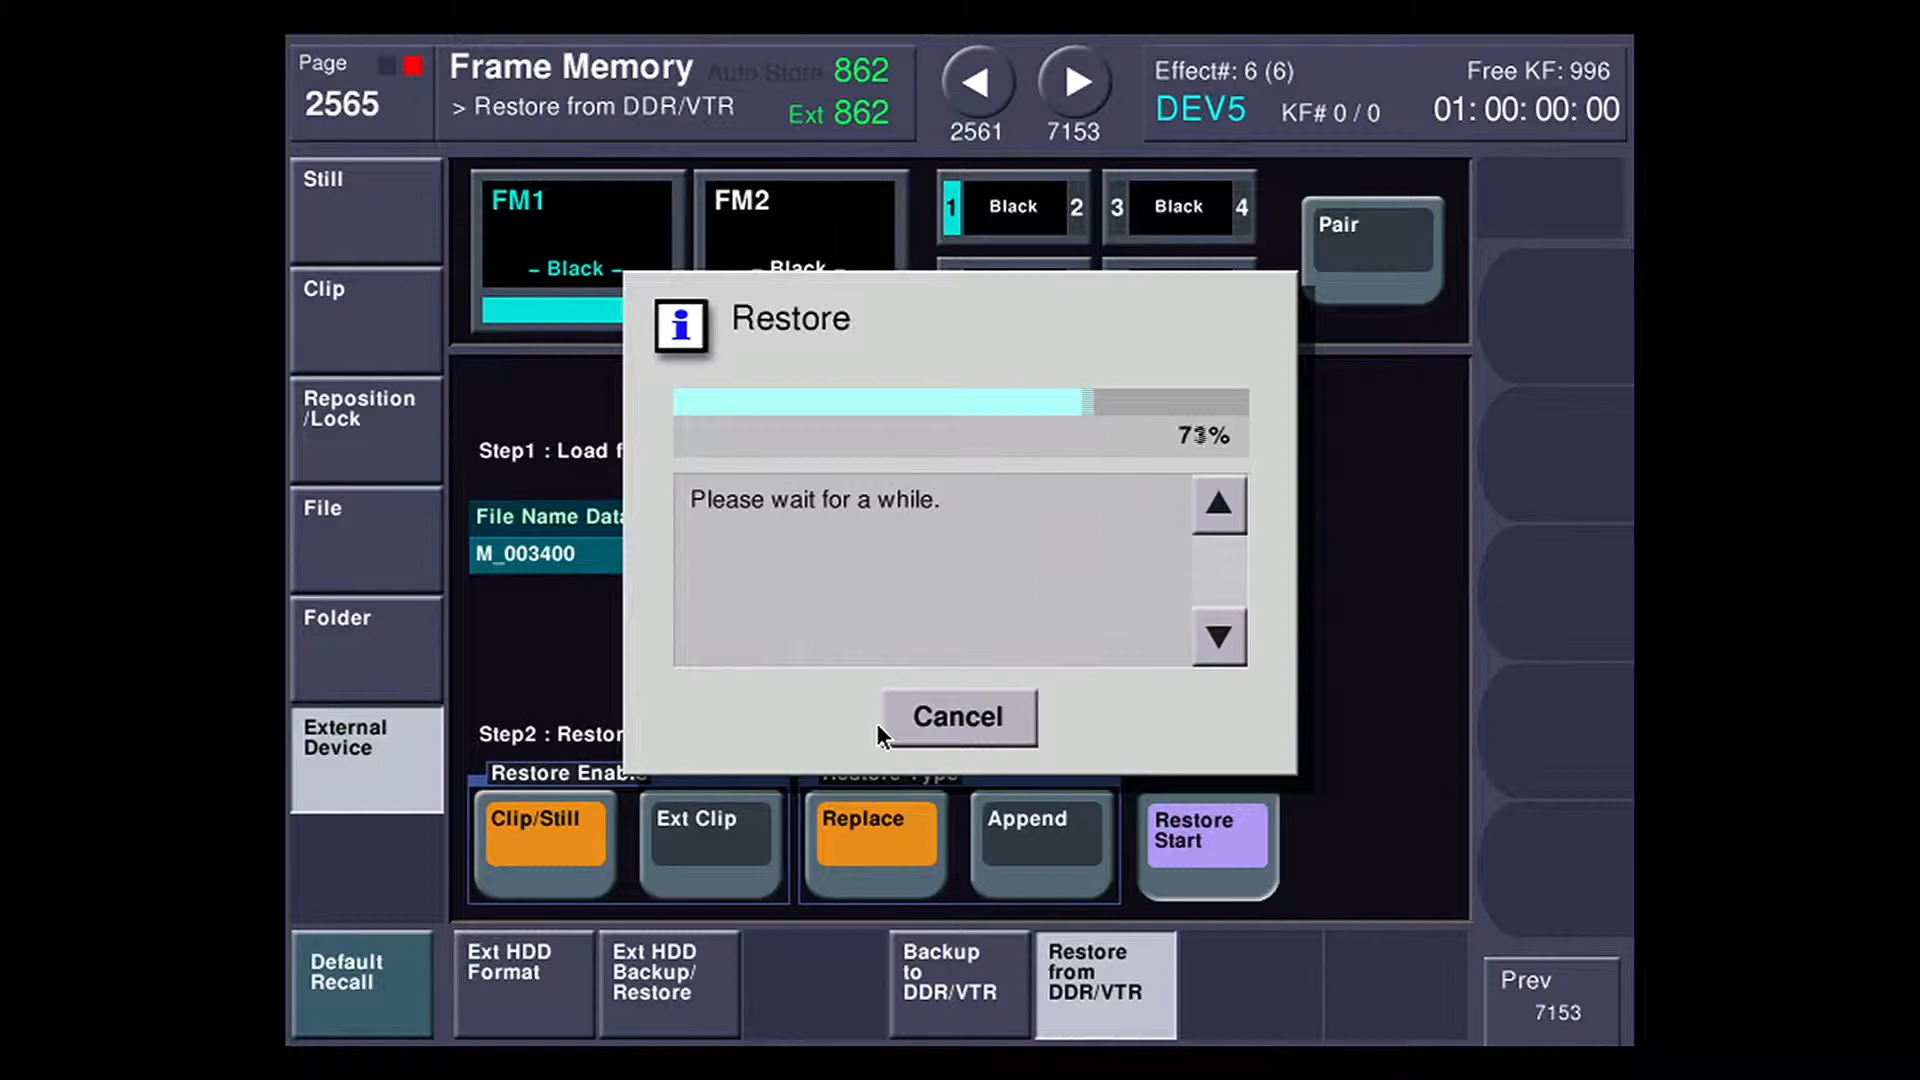 Page
2565
Frame Memory
Auto Store 862
> Restore from DDR/VTR
Ext 862
2561
7153
Effect#: 6 (6)
Free KF: 996
DEV5
KF# 0 / 0
01: 00: 00: 00
Still
Clip
Reposition
/Lock
File
Folder
External
Device
FM1
– Black –
FM2
– Black –
1
Black
2
3
Black
4
Pair
Step1 : Load
File Name
M_003400
Step2 :
Restore
73%
Please wait for a while.
Cancel
Restore
Restore Type
Clip/Still
Ext Clip
Replace
Append
Restore
Start
Default
Recall
Ext HDD
Format
Ext HDD
Backup/
Restore
Backup
to
DDR/VTR
Restore
from
DDR/VTR
Prev
7153